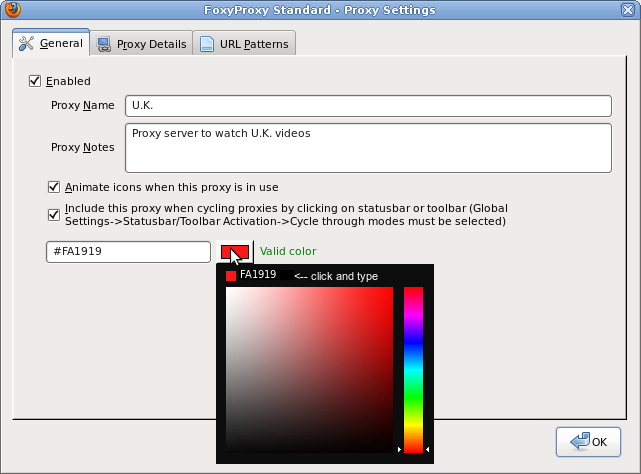 FoxyProxy Standard - Proxy Settings
General Proxy Details URL Patterns
Enabled
Proxy Name U.K.
Proxy Notes Proxy server to watch U.K. videos
Animate icons when this proxy is in use
Include this proxy when cycling proxies by clicking on statusbar or toolbar (Global
Settings->Statusbar/Toolbar Activation->Cycle through modes must be selected)
#FA1919 Valid color
FA1919 <-- click and type
OK